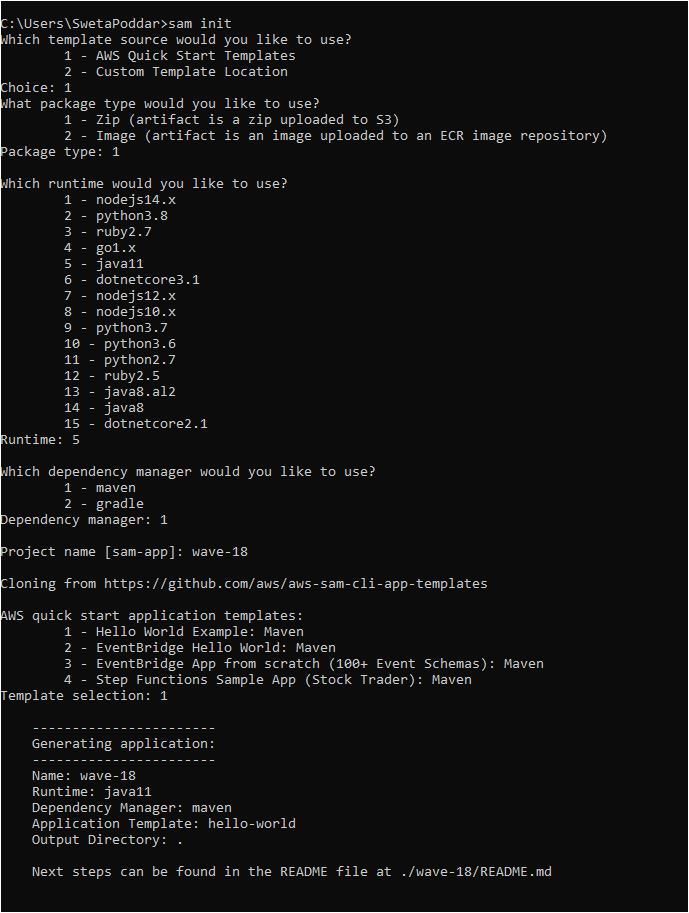 C:\Users\SwetaPoddar>sam init
Which template source would you like to use?
1 - AWS Quick Start Templates
2 - Custom Template Location
Choice: 1
What package type would you like to use?
1 - Zip (artifact is a zip uploaded to S3)
2 - Image (artifact is an image uploaded to an ECR image repository)
Package type: 1
Which runtime would you like to use?
1 - nodejs14.x
2 - python3.8
3 - ruby2.7
4 - go1.x
5 - java11
6 - dotnetcore3.1
7 - nodejs12.x
8 - nodejs10.x
9 - python3.7
10 - python3.6
11 - python2.7
12 - ruby2.5
13 - java8.al2
14 - java8
15 - dotnetcore2.1
Runtime: 5
Which dependency manager would you like to use?
1 - maven
2 - gradle
Dependency manager: 1
Project name [sam-app]: wave-18
Cloning from https://github.com/aws/aws-sam-cli-app-templates
AWS quick start application templates:
1 - Hello World Example: Maven
2 - EventBridge Hello World: Maven
3 - EventBridge App from scratch (100+ Event Schemas): Maven
4 - Step Functions Sample App (Stock Trader): Maven
Template selection: 1
-----------------------
Generating application:
-----------------------
Name: wave-18
Runtime: java11
Dependency Manager: maven
Application Template: hello-world
Output Directory: .
Next steps can be found in the README file at ./wave-18/README.md